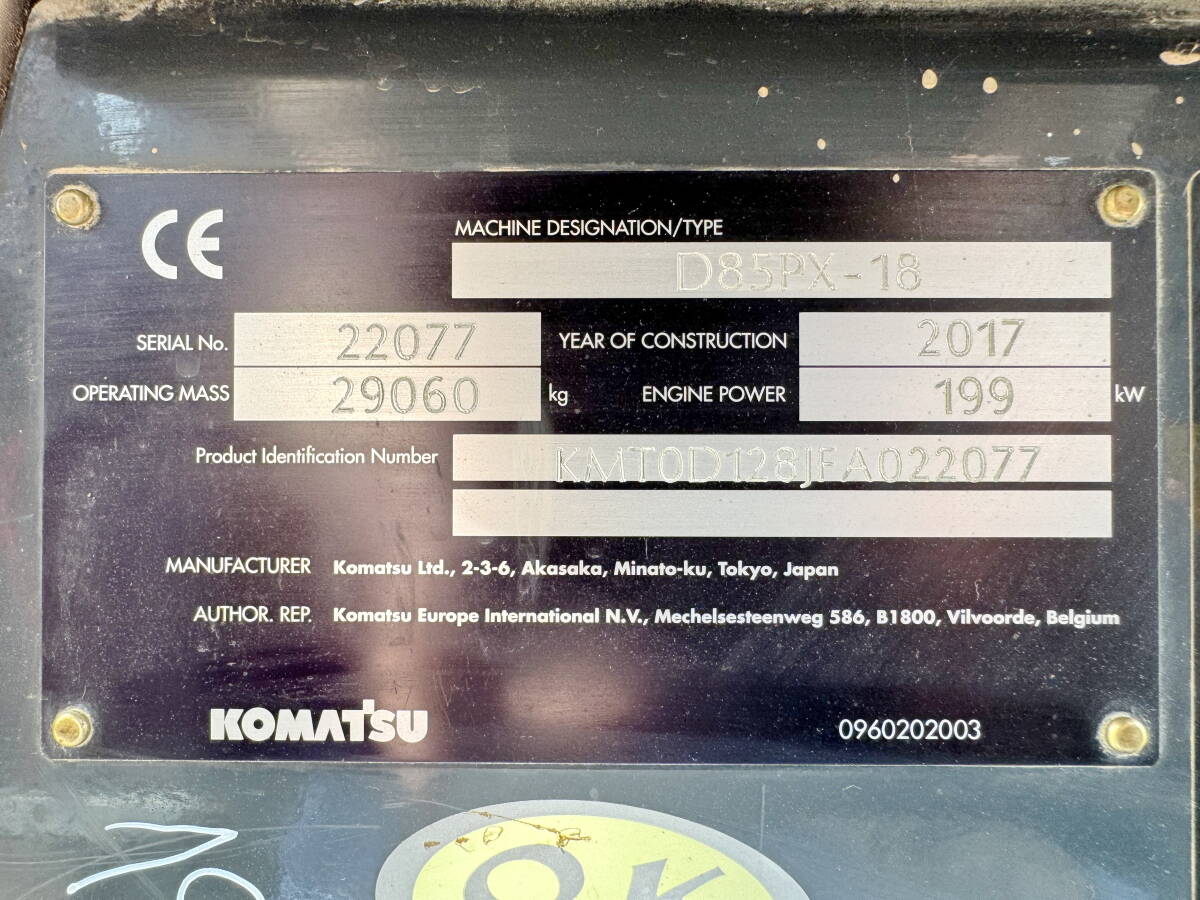 CE
MACHINE DESIGNATION/TYPE
D85PX-18
SERIAL No. 22077 YEAR OF CONSTRUCTION 2017
OPERATING MASS 29060 kg ENGINE POWER 199 kW
Product Identification Number KMT0D128JFA022077
MANUFACTURER Komatsu Ltd., 2-3-6, Akasaka, Minato-ku, Tokyo, Japan
AUTHOR. REP. Komatsu Europe International N.V., Mechelsesteenweg 586, B1800, Vilvoorde, Belgium
KOMATSU 0960202003
OK